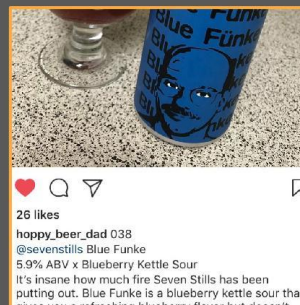 Blue Funke
Blue Fünke
26 likes
hoppy_beer_dad 038
@sevenstills Blue Funke
5.9% ABV x Blueberry Kettle Sour
It's insane how much fire Seven Stills has been
putting out. Blue Funke is a blueberry kettle sour tha